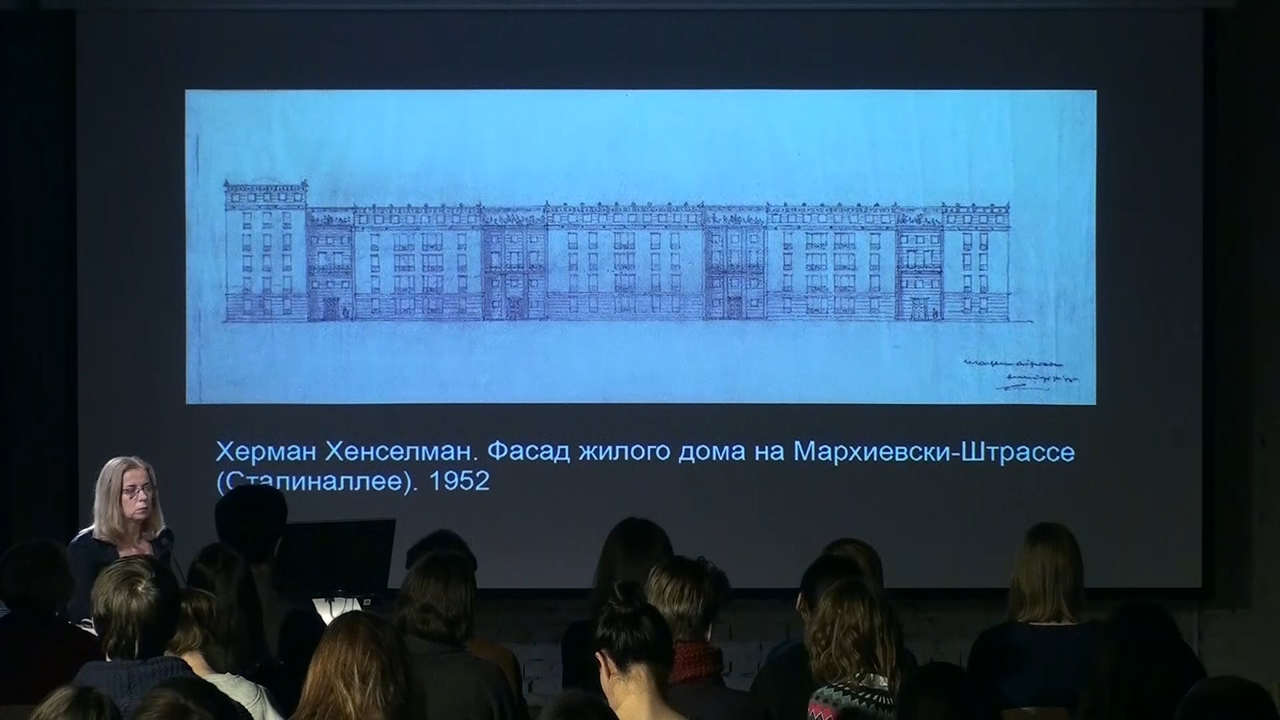 Херман Хенселман. Фасад жилого дома на Мархиевски-Штрассе
(Сталиналлее). 1952